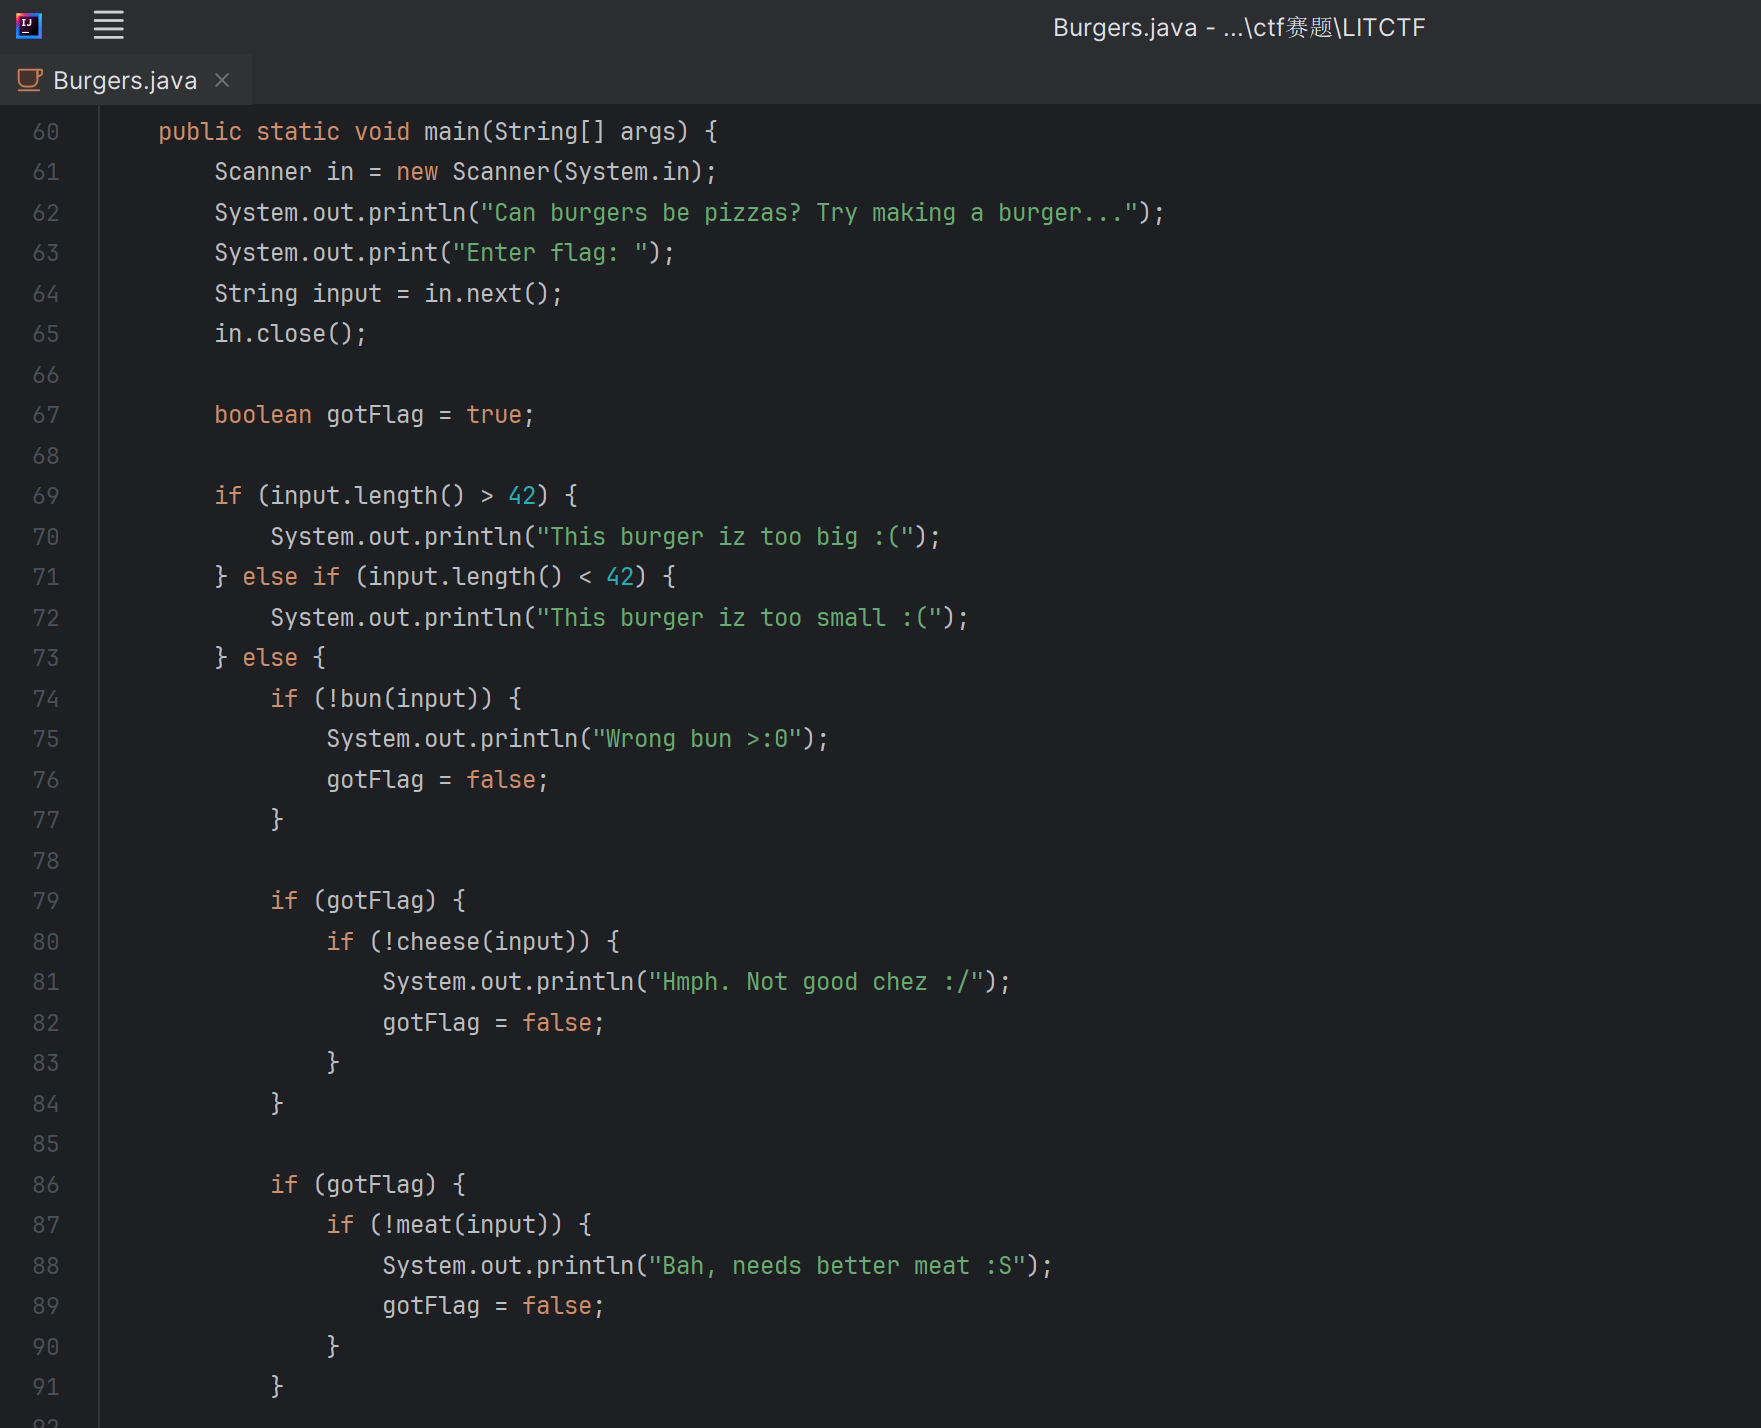 Burgers.java - ...\ctf赛题\LITCTF
Burgers.java
60 public static void main(String[] args) {
61 Scanner in = new Scanner(System.in);
62 System.out.println("Can burgers be pizzas? Try making a burger...");
63 System.out.print("Enter flag: ");
64 String input = in.next();
65 in.close();
66
67 boolean gotFlag = true;
68
69 if (input.length() > 42) {
70 System.out.println("This burger iz too big :(");
71 } else if (input.length() < 42) {
72 System.out.println("This burger iz too small :(");
73 } else {
74 if (!bun(input)) {
75 System.out.println("Wrong bun >:0");
76 gotFlag = false;
77 }
78
79 if (gotFlag) {
80 if (!cheese(input)) {
81 System.out.println("Hmph. Not good chez :/");
82 gotFlag = false;
83 }
84 }
85
86 if (gotFlag) {
87 if (!meat(input)) {
88 System.out.println("Bah, needs better meat :S");
89 gotFlag = false;
90 }
91 }
92